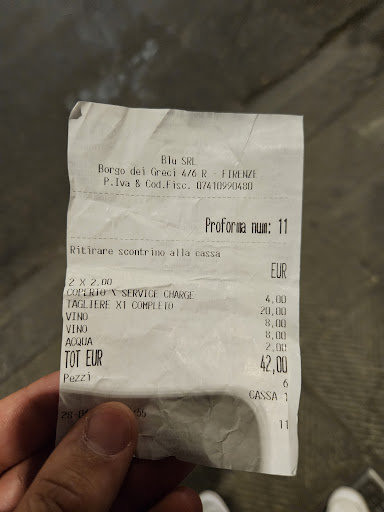 Blu SRL
Borgo dei Greci 4/6 R - FIRENZE
P.Iva & Cod.Fisc. 07410990480
Proforma num: 11
Ritirare scontrino alla cassa
EUR
2 X 2.00
COPERTO \ SERVICE CHARGE 4,00
TAGLIERE X1 COMPLETO 20,00
VINO 8,00
VINO 8,00
ACQUA 2,00
TOT EUR 42,00
Pezzi 6
CASSA 1
11